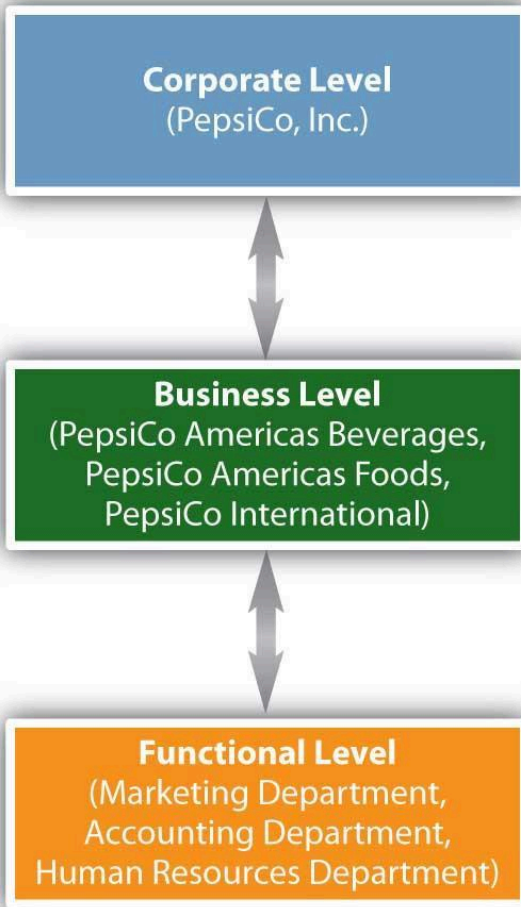 Corporate Level
(PepsiCo, Inc.)
Business Level
(PepsiCo Americas Beverages,
PepsiCo Americas Foods,
PepsiCo International)
Functional Level
(Marketing Department,
Accounting Department,
Human Resources Department)